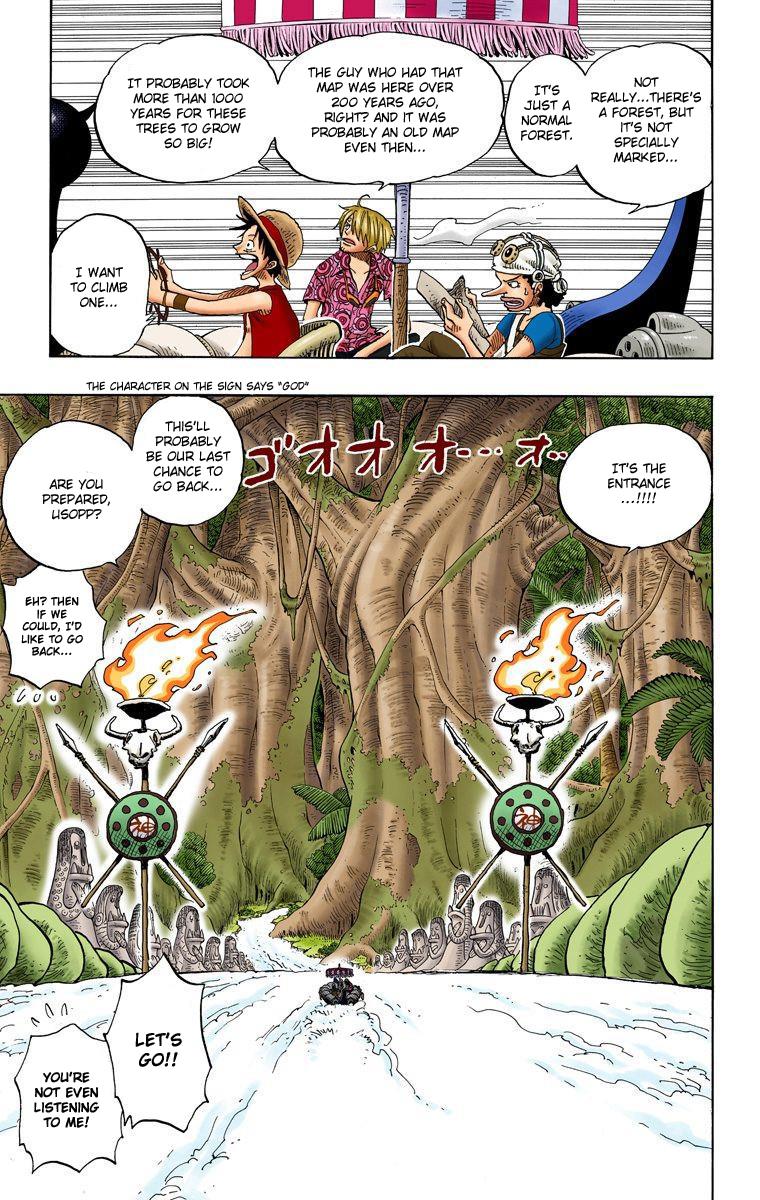 NOT
REALLY...THERE'S
A FOREST, BUT
IT'S NOT
SPECIALLY
MARKED...
IT'S
JUST A
NORMAL
FOREST.
THE GUY WHO HAD THAT
MAP WAS HERE OVER
200 YEARS AGO,
RIGHT? AND IT WAS
PROBABLY AN OLD MAP
EVEN THEN...
IT PROBABLY TOOK
MORE THAN 1000
YEARS FOR THESE
TREES TO GROW
SO BIG!
I WANT
TO CLIMB
ONE...
THE CHARACTER ON THE SIGN SAYS "GOD"
IT'S THE
ENTRANCE
...!!!!
ゴオオオ…オ…
THIS'LL
PROBABLY
BE OUR LAST
CHANCE TO
GO BACK...
ARE YOU
PREPARED,
USOPP?
EH? THEN
IF WE
COULD, I'D
LIKE TO GO
BACK...
神
神
LET'S
GO!!
YOU'RE
NOT EVEN
LISTENING
TO ME!